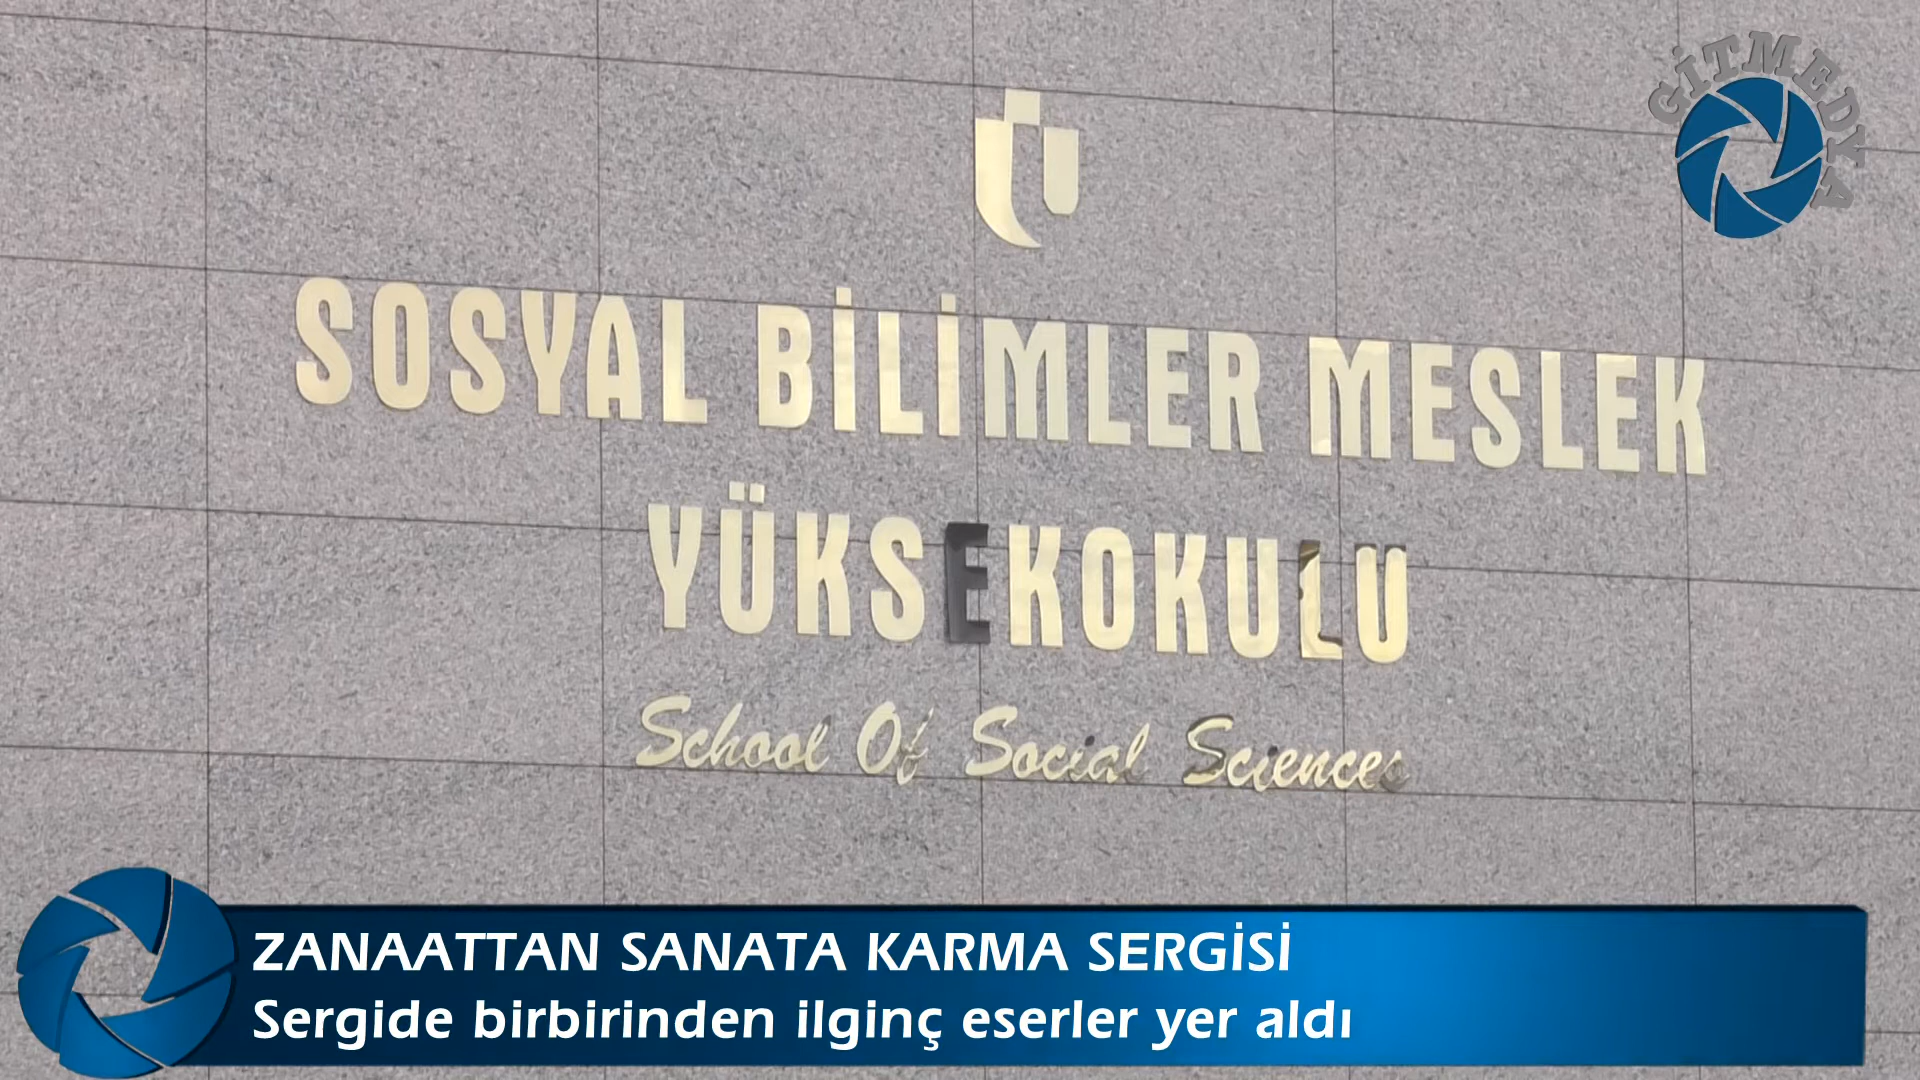 GİTMEDYA
SOSYAL BİLİMLER MESLEK
YÜKSEKOKULU
School Of Social Sciences
ZANAATTAN SANATA KARMA SERGİSİ
Sergide birbirinden ilginç eserler yer aldı